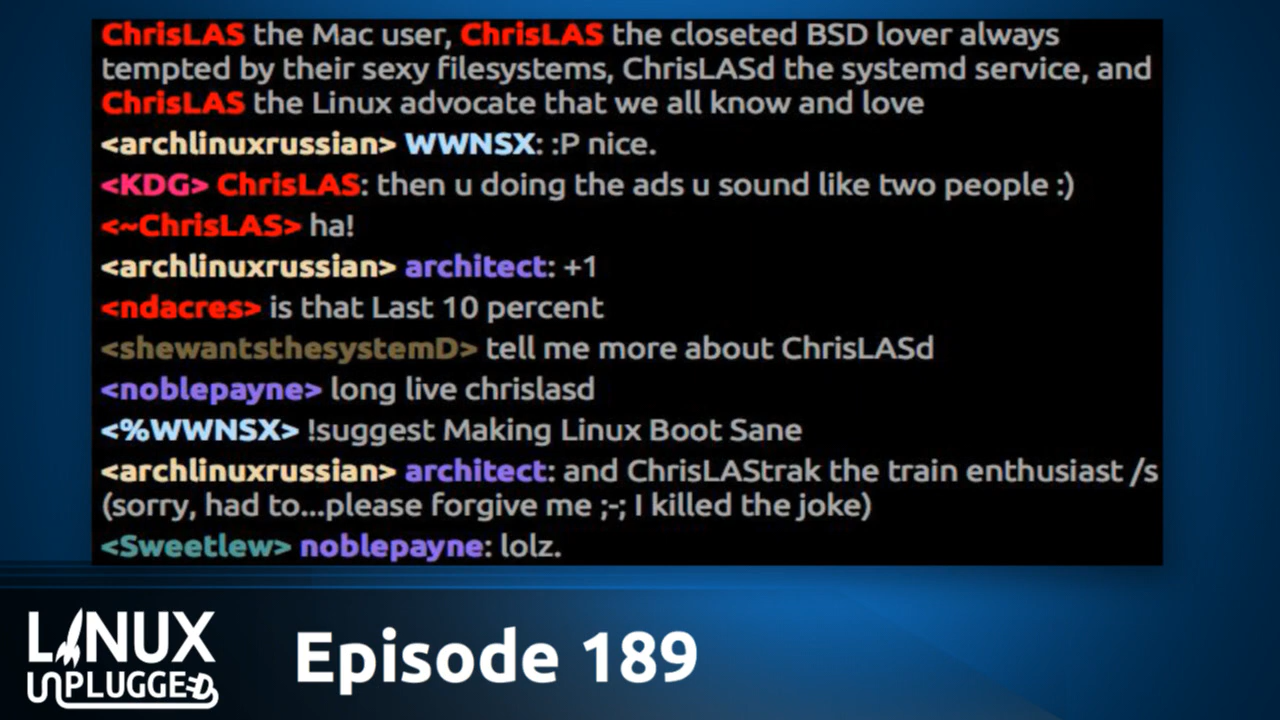 ChrisLAS the Mac user, ChrisLAS the closeted BSD lover always
tempted by their sexy filesystems, ChrisLASd the systemd service, and
ChrisLAS the Linux advocate that we all know and love
<archlinuxrussian> WWNSX: :P nice.
<KDG> ChrisLAS: then u doing the ads u sound like two people :)
<~ChrisLAS> ha!
<archlinuxrussian> architect: +1
<ndacres> is that Last 10 percent
<shewantsthesystemD> tell me more about ChrisLASd
<noblepayne> long live chrislasd
<%WWNSX> !suggest Making Linux Boot Sane
<archlinuxrussian> architect: and ChrisLAStrak the train enthusiast /s
(sorry, had to...please forgive me ;-; I killed the joke)
<Sweetlew> noblepayne: lolz.
LINUX
UNPLUGGED
Episode 189